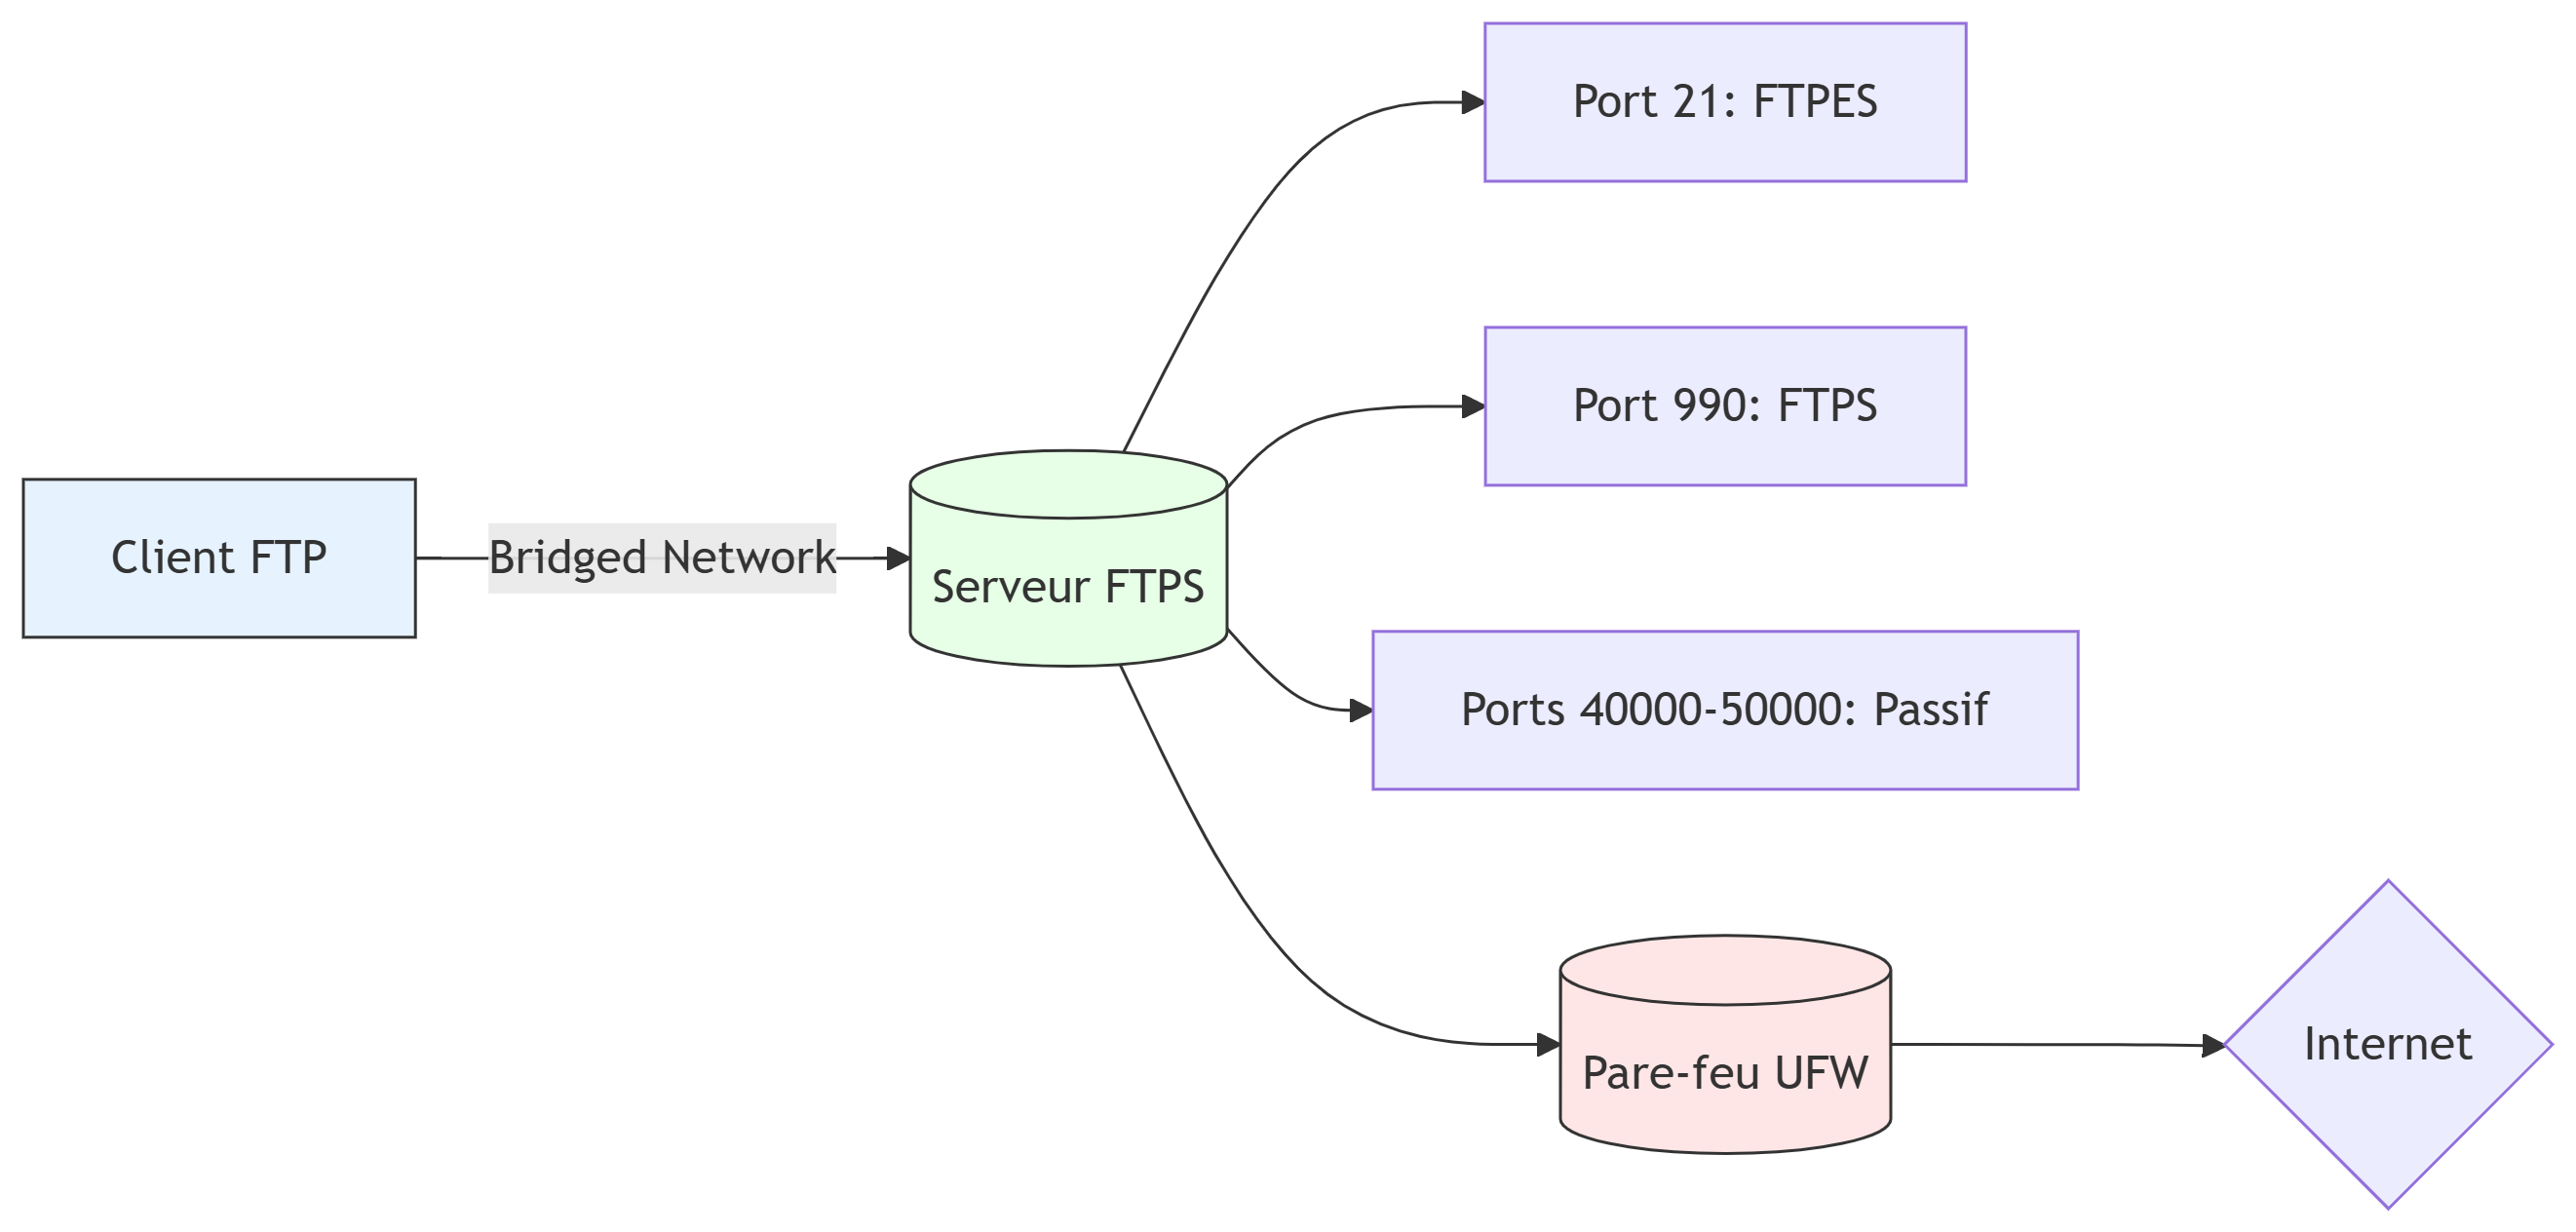 Port 21: FTPES
Port 990: FTPS
Client FTP
Bridged Network
Serveur FTPS
Ports 40000-50000: Passif
Pare-feu UFW
Internet